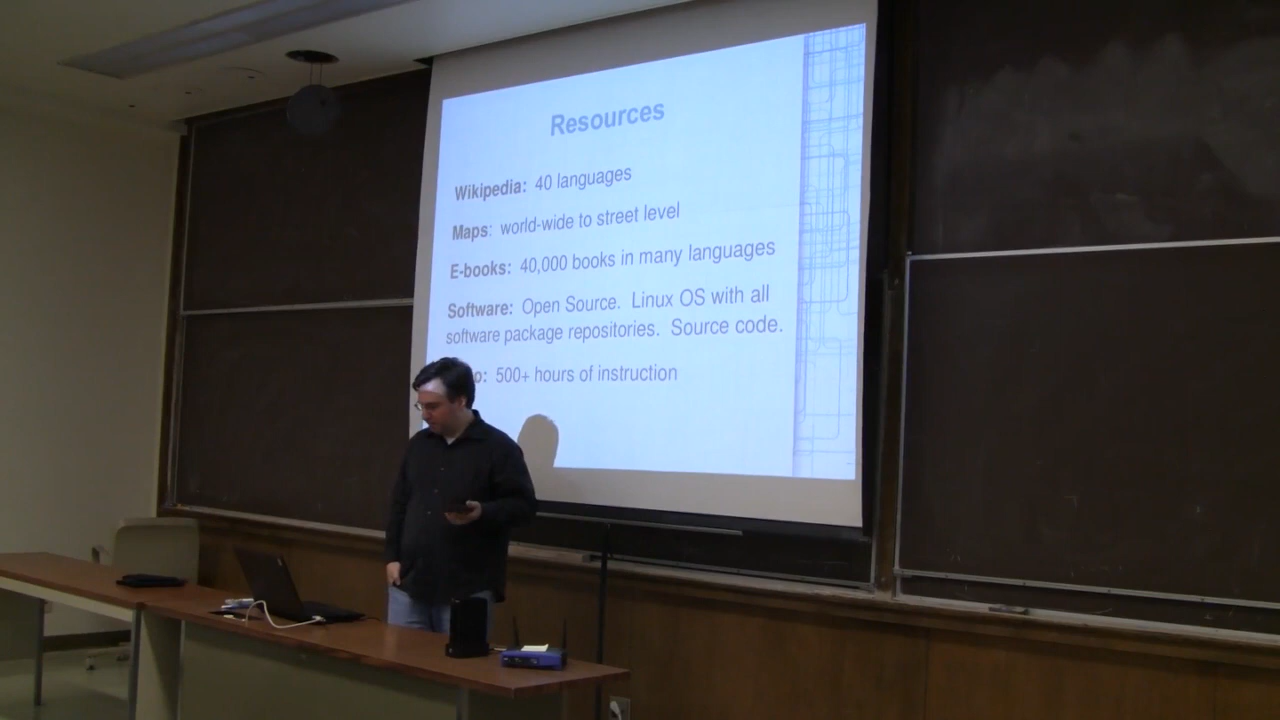 Resources
Wikipedia: 40 languages
Maps: world-wide to street level
E-books: 40,000 books in many languages
Software: Open Source. Linux OS with all
software package repositories. Source code.
500+ hours of instruction